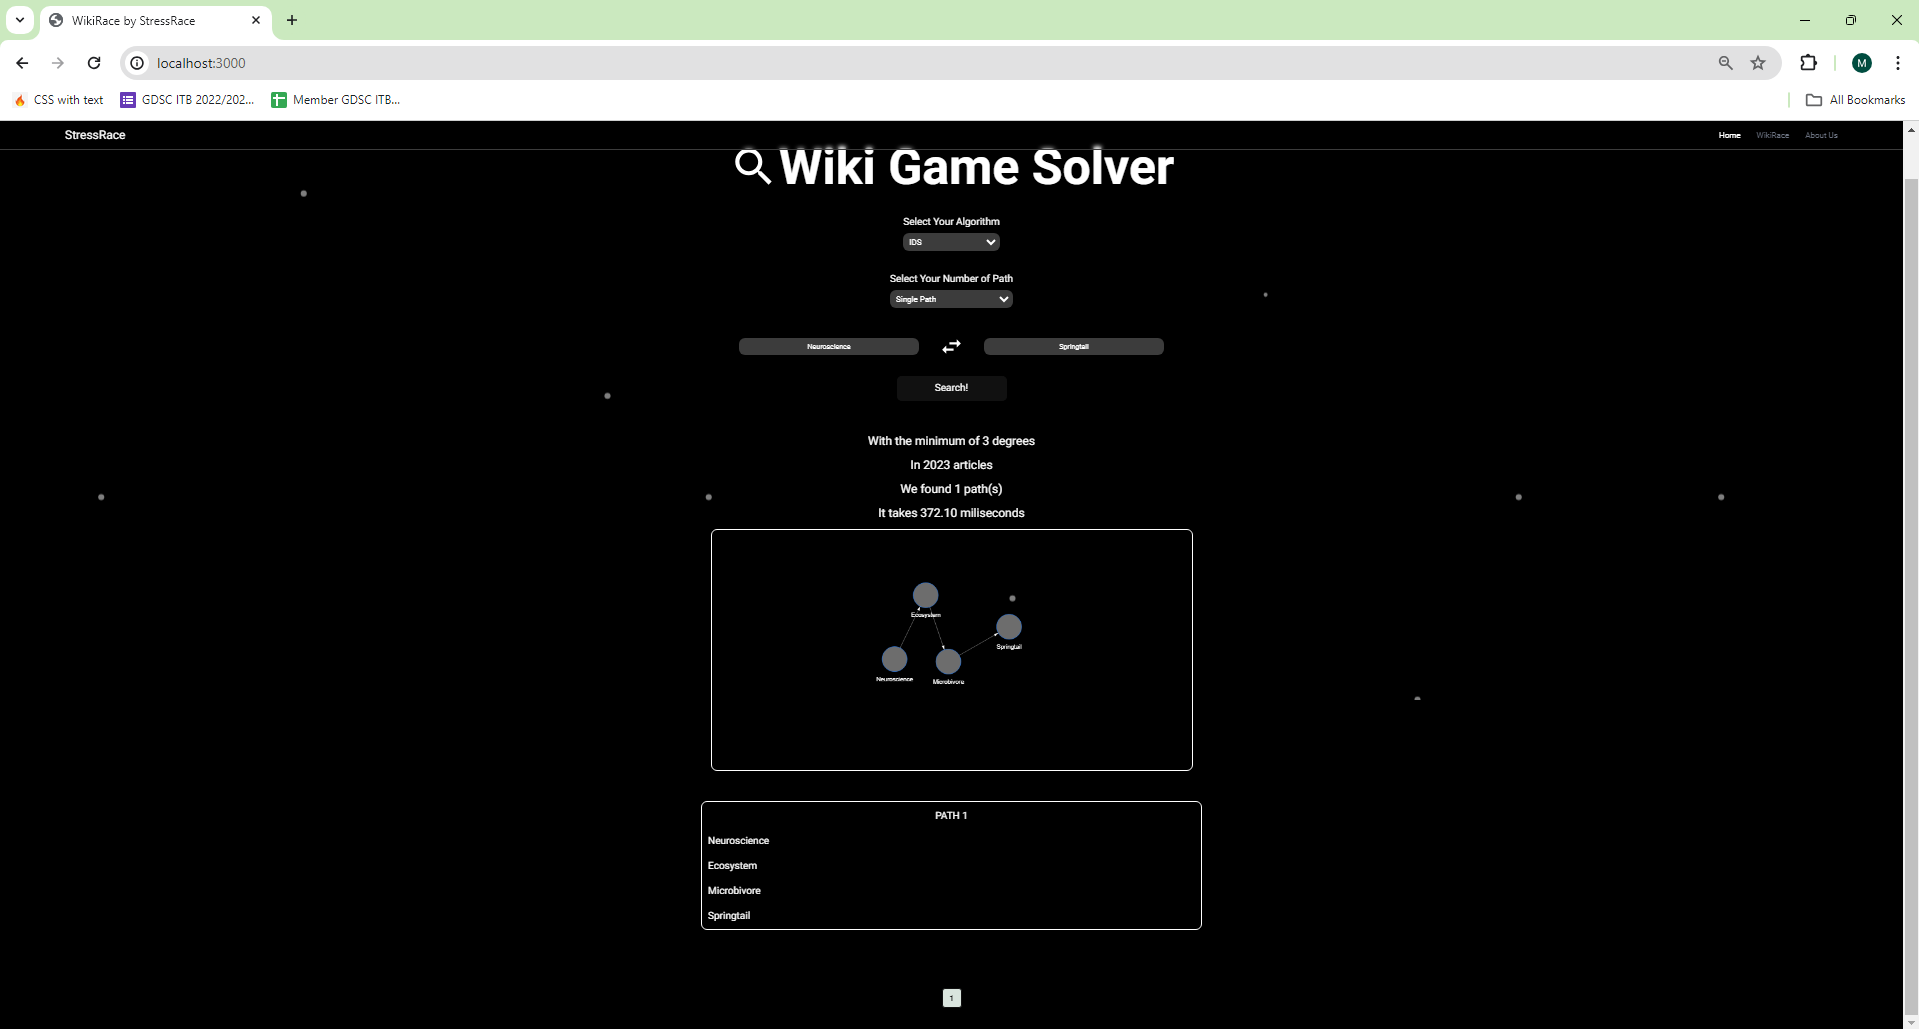 WikiRace by StressRace
localhost:3000
CSS with text
GDSC ITB 2022/202...
Member GDSC ITB...
All Bookmarks
M
StressRace
Home
WikiRace
About Us
Wiki Game Solver
Select Your Algorithm
IDS
Select Your Number of Path
Single Path
Neuroscience
Springtail
Search!
With the minimum of 3 degrees
In 2023 articles
We found 1 path(s)
It takes 372.10 miliseconds
Ecosystem
Springtail
Neuroscience
Microbivore
PATH 1
Neuroscience
Ecosystem
Microbivore
Springtail
1